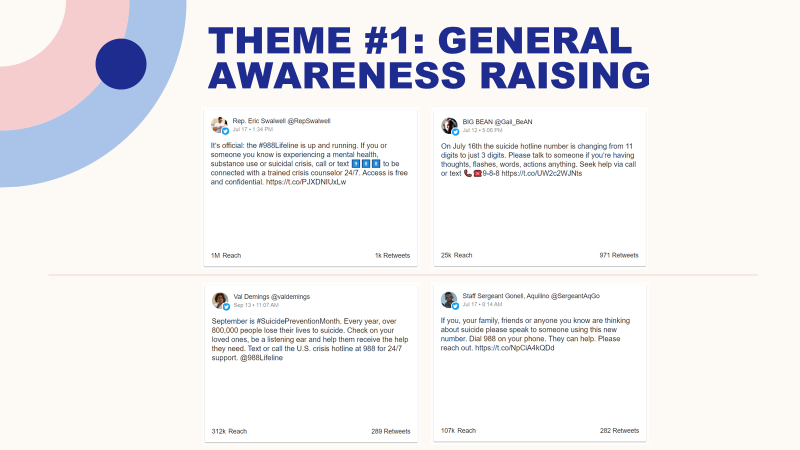 THEME #1: GENERAL
AWARENESS RAISING
Rep. Eric Swalwell @RepSwalwell
Jul 17 • 1:34 PM
It's official: the #988Lifeline is up and running. If you or
someone you know is experiencing a mental health,
substance use or suicidal crisis, call or text 9️⃣8️⃣8️⃣ to be
connected with a trained crisis counselor 24/7. Access is free
and confidential. https://t.co/PJXDNIUxLw
1M Reach
1k Retweets
BIG BEAN @Gail_BeAN
Jul 12 • 5:06 PM
On July 16th the suicide hotline number is changing from 11
digits to just 3 digits. Please talk to someone if you're having
thoughts, flashes, words, actions anything. Seek help via call
or text 📞☎️9-8-8 https://t.co/UW2c2WJNts
25k Reach
971 Retweets
Val Demings @valdemings
Sep 13 • 11:07 AM
September is #SuicidePreventionMonth. Every year, over
800,000 people lose their lives to suicide. Check on your
loved ones, be a listening ear and help them receive the help
they need. Text or call the U.S. crisis hotline at 988 for 24/7
support. @988Lifeline
312k Reach
289 Retweets
Staff Sergeant Gonell, Aquilino @SergeantAqGo
Jul 17 • 8:14 AM
If you, your family, friends or anyone you know are thinking
about suicide please speak to someone using this new
number. Dial 988 on your phone. They can help. Please
reach out. https://t.co/NpCiA4kQDd
107k Reach
282 Retweets